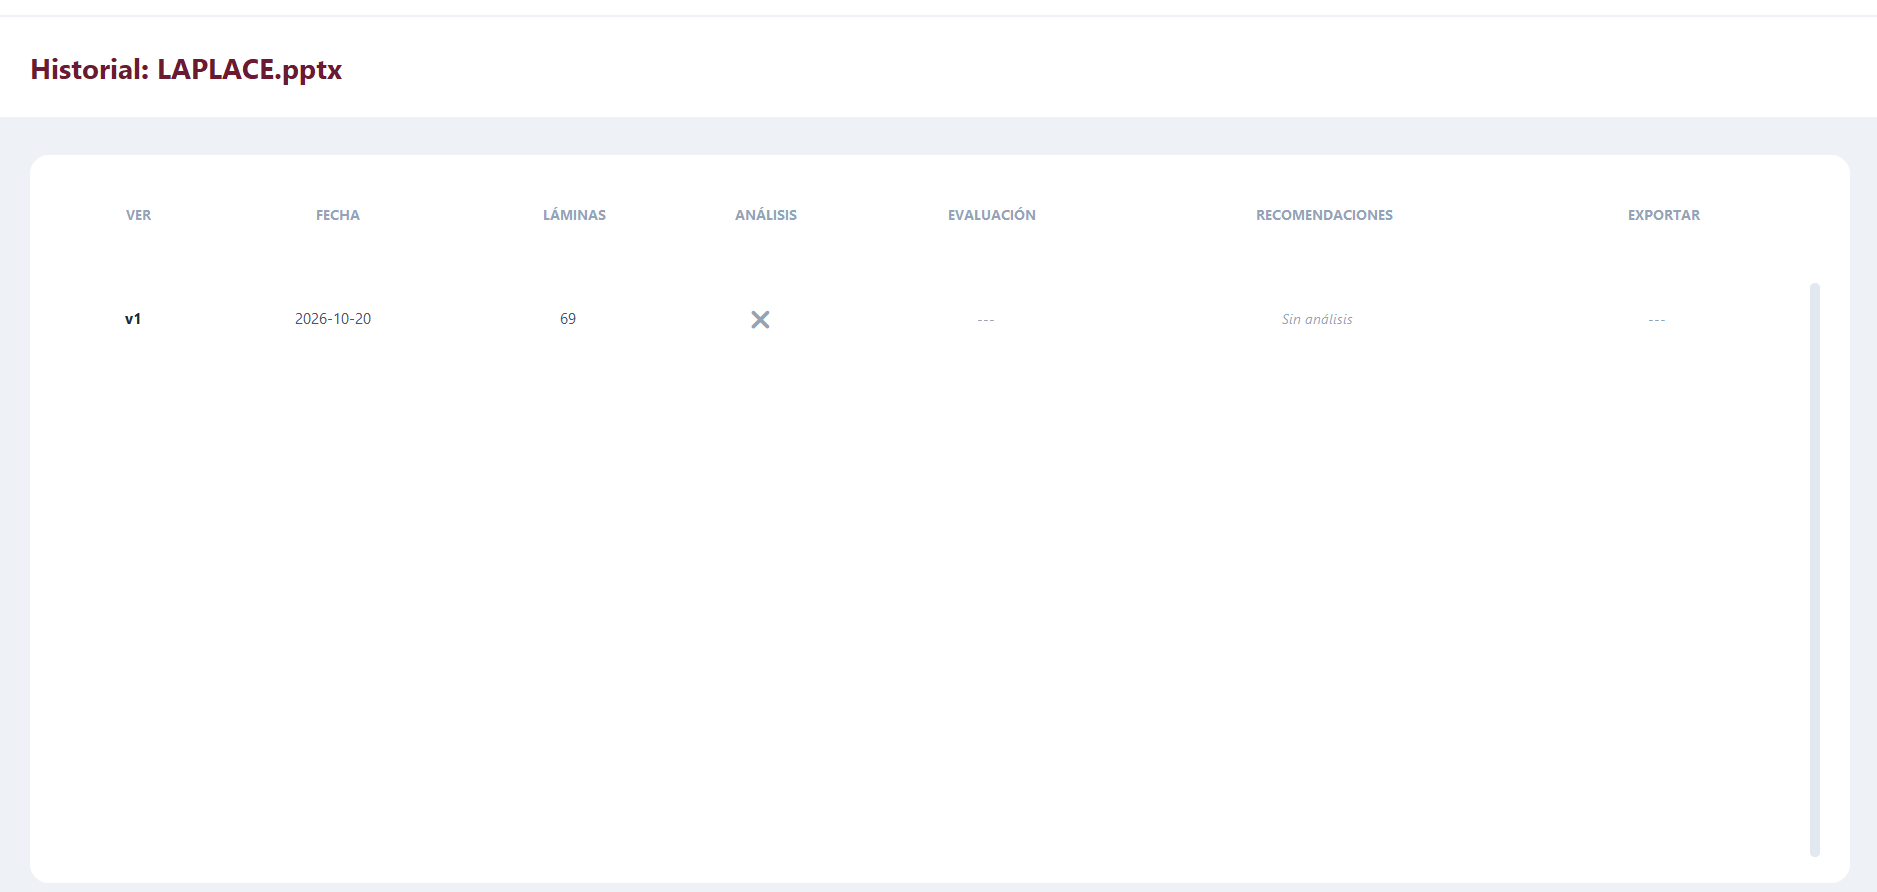 Historial: LAPLACE.pptx
VER FECHA LÁMINAS ANÁLISIS EVALUACIÓN RECOMENDACIONES EXPORTAR
v1 2026-10-20 69 --- Sin análisis ---